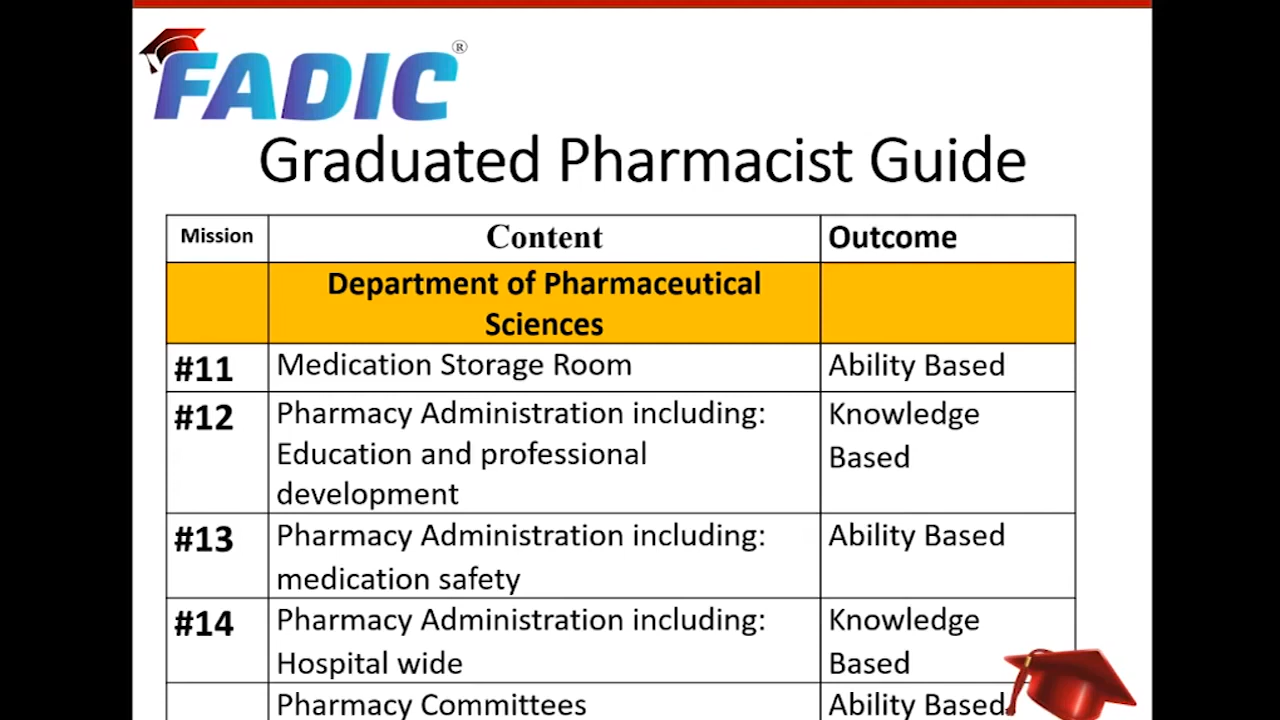 FADIC®
Graduated Pharmacist Guide
Mission Content Outcome
Department of Pharmaceutical
Sciences
#11 Medication Storage Room Ability Based
#12 Pharmacy Administration including: Knowledge
Education and professional Based
development
#13 Pharmacy Administration including: Ability Based
medication safety
#14 Pharmacy Administration including: Knowledge
Hospital wide Based
Pharmacy Committees Ability Based